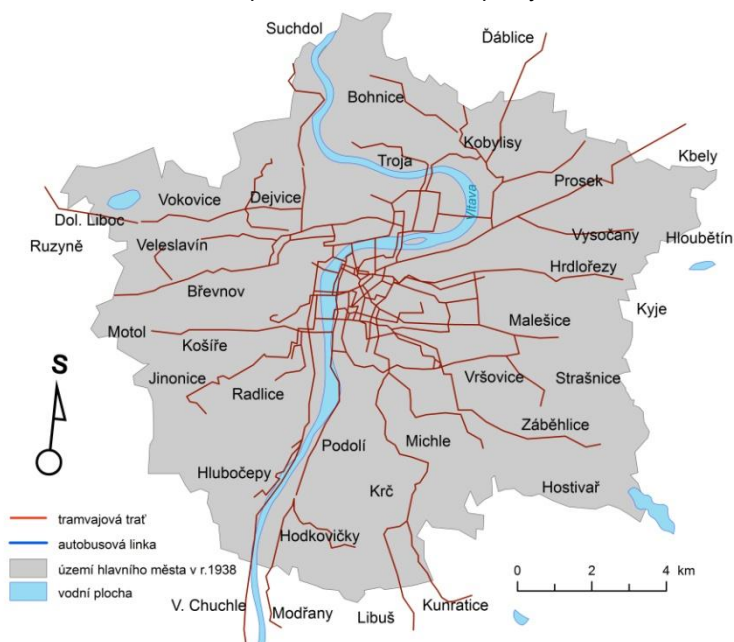 Suchdol
Ďáblice
Bohnice
Kobylisy
Troja
Kbely
Prosek
Vltava
Vokovice
Dejvice
Dol. Liboc
Vysočany
Hloubětín
Ruzyně
Veleslavín
Hrdlořezy
Břevnov
Kyje
Malešice
Motol
Košíře
S
Jinonice
Vršovice
Strašnice
Radlice
Záběhlice
Podolí
Michle
Hlubočepy
Krč
Hostivař
tramvajová trať
autobusová linka
Hodkovičky
území hlavního města v r.1938
0 2 4 km
vodní plocha
V. Chuchle
Modřany
Libuš
Kunratice